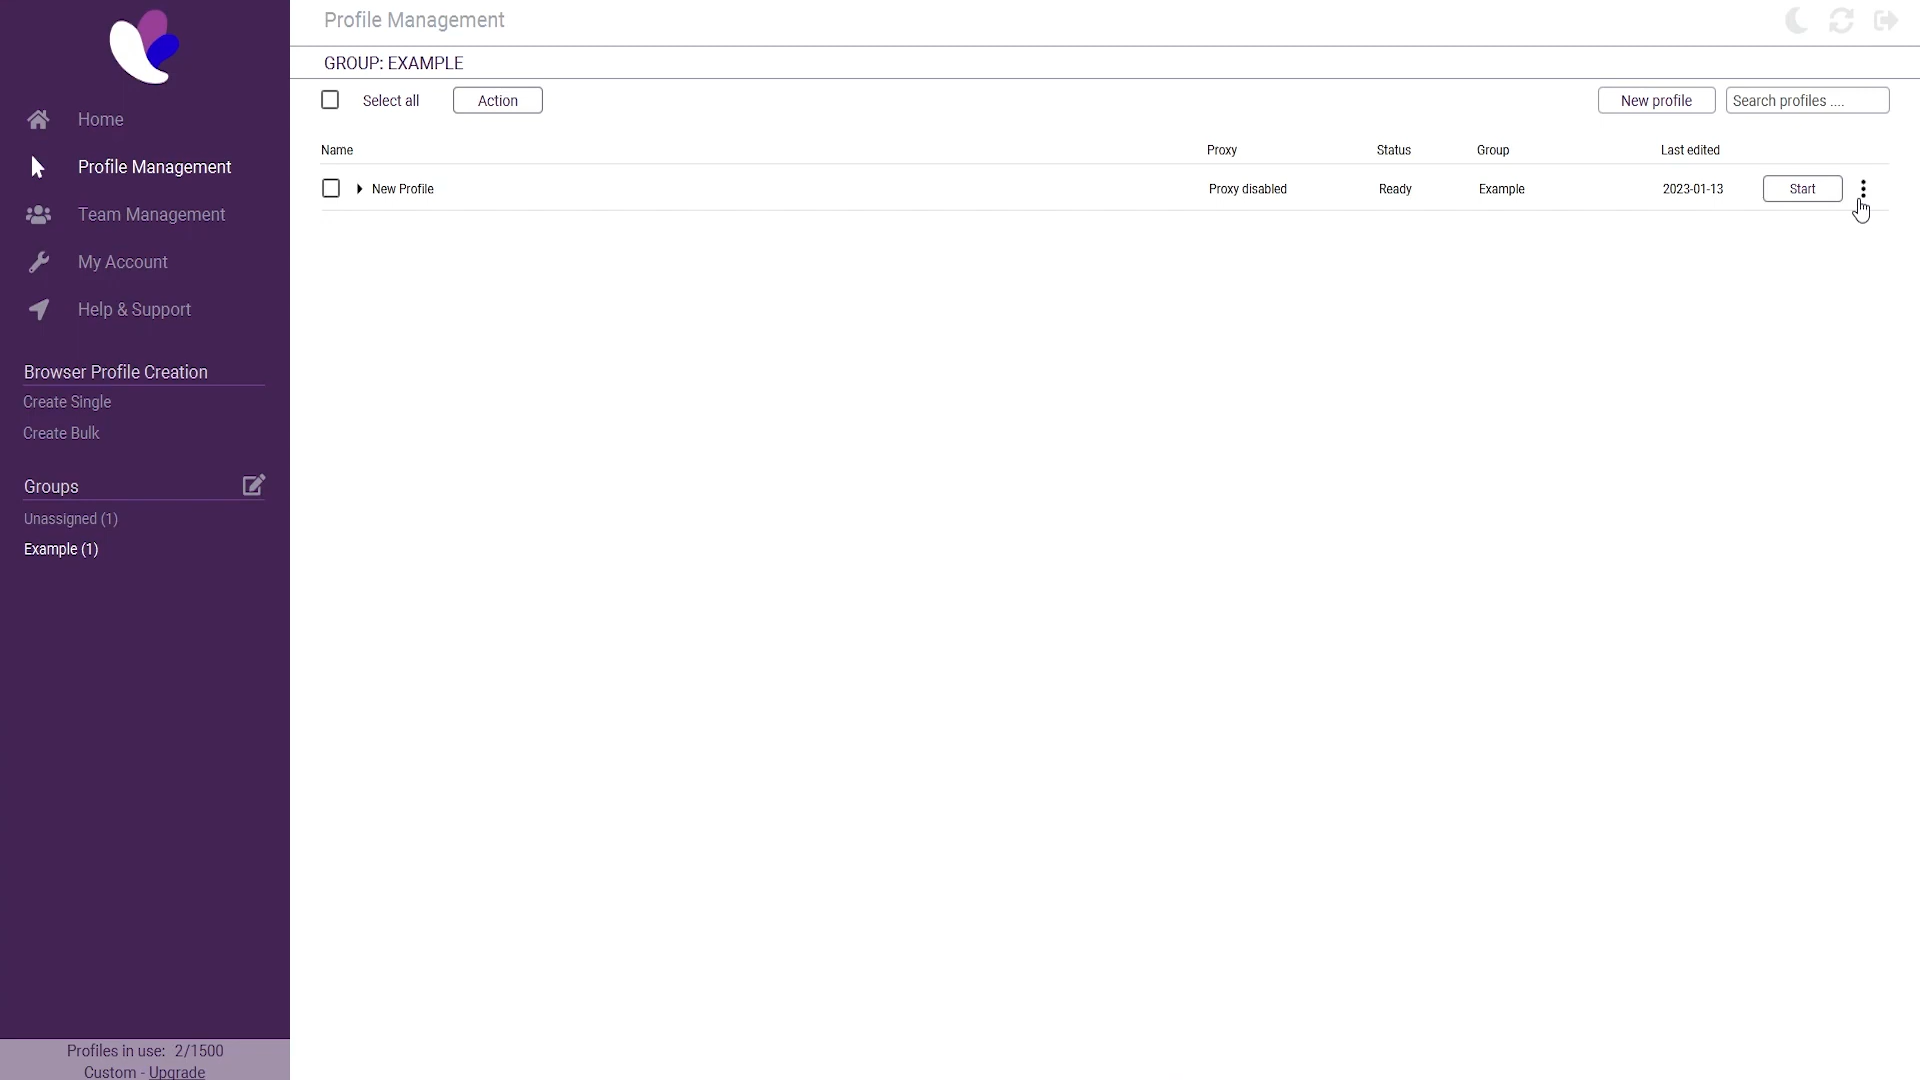 Profile Management
GROUP: EXAMPLE
Select all
Action
New profile
Search profiles ....
Name
Proxy
Status
Group
Last edited
New Profile
Proxy disabled
Ready
Example
2023-01-13
Start
Home
Profile Management
Team Management
My Account
Help & Support
Browser Profile Creation
Create Single
Create Bulk
Groups
Unassigned (1)
Example (1)
Profiles in use: 2/1500
Custom - Upgrade